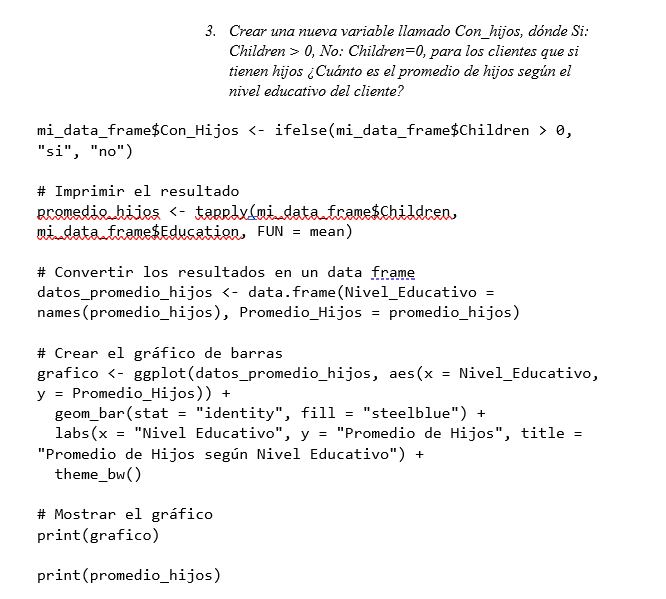 3. Crear una nueva variable llamado Con_hijos, dónde Si:
Children > 0, No: Children=0, para los clientes que si
tienen hijos ¿Cuánto es el promedio de hijos según el
nivel educativo del cliente?
mi_data_frame$Con_Hijos <- ifelse(mi_data_frame$Children > 0,
"si", "no")
# Imprimir el resultado
promedio_hijos <- tapply(mi_data_frame$Children,
mi_data_frame$Education, FUN = mean)
# Convertir los resultados en un data frame
datos_promedio_hijos <- data.frame(Nivel_Educativo =
names(promedio_hijos), Promedio_Hijos = promedio_hijos)
# Crear el gráfico de barras
grafico <- ggplot(datos_promedio_hijos, aes(x = Nivel_Educativo,
y = Promedio_Hijos)) +
  geom_bar(stat = "identity", fill = "steelblue") +
  labs(x = "Nivel Educativo", y = "Promedio de Hijos", title =
"Promedio de Hijos según Nivel Educativo") +
  theme_bw()
# Mostrar el gráfico
print(grafico)
print(promedio_hijos)